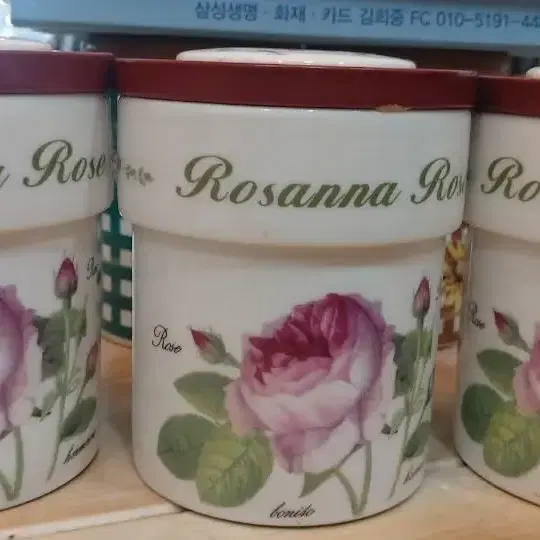 삼성생명 · 화재 · 카드 김희중 FC 010-5191-44
Rose
Rosanna Ros
Ro
Rose
Rose
bonito